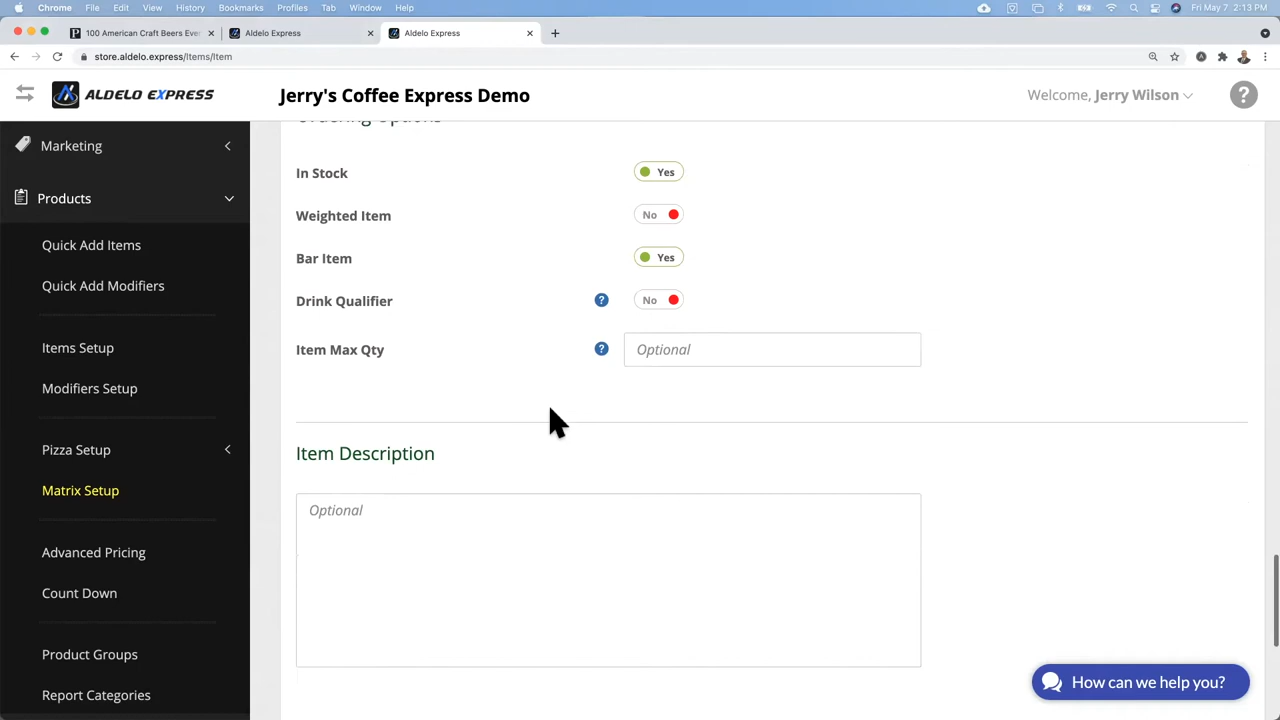 Chrome File Edit View History Bookmarks Profiles Tab Window Help Fri May 7 2:13 PM
100 American Craft Beers Eve
Aldelo Express
Aldelo Express
store.aldelo.express/Items/Item
ALDELO EXPRESS
Jerry's Coffee Express Demo
Welcome, Jerry Wilson
?
Ordering Options
Marketing
Products
Quick Add Items
Quick Add Modifiers
Items Setup
Modifiers Setup
Pizza Setup
Matrix Setup
Advanced Pricing
Count Down
Product Groups
Report Categories
In Stock Yes
Weighted Item No
Bar Item Yes
Drink Qualifier ? No
Item Max Qty ? Optional
Item Description
Optional
How can we help you?